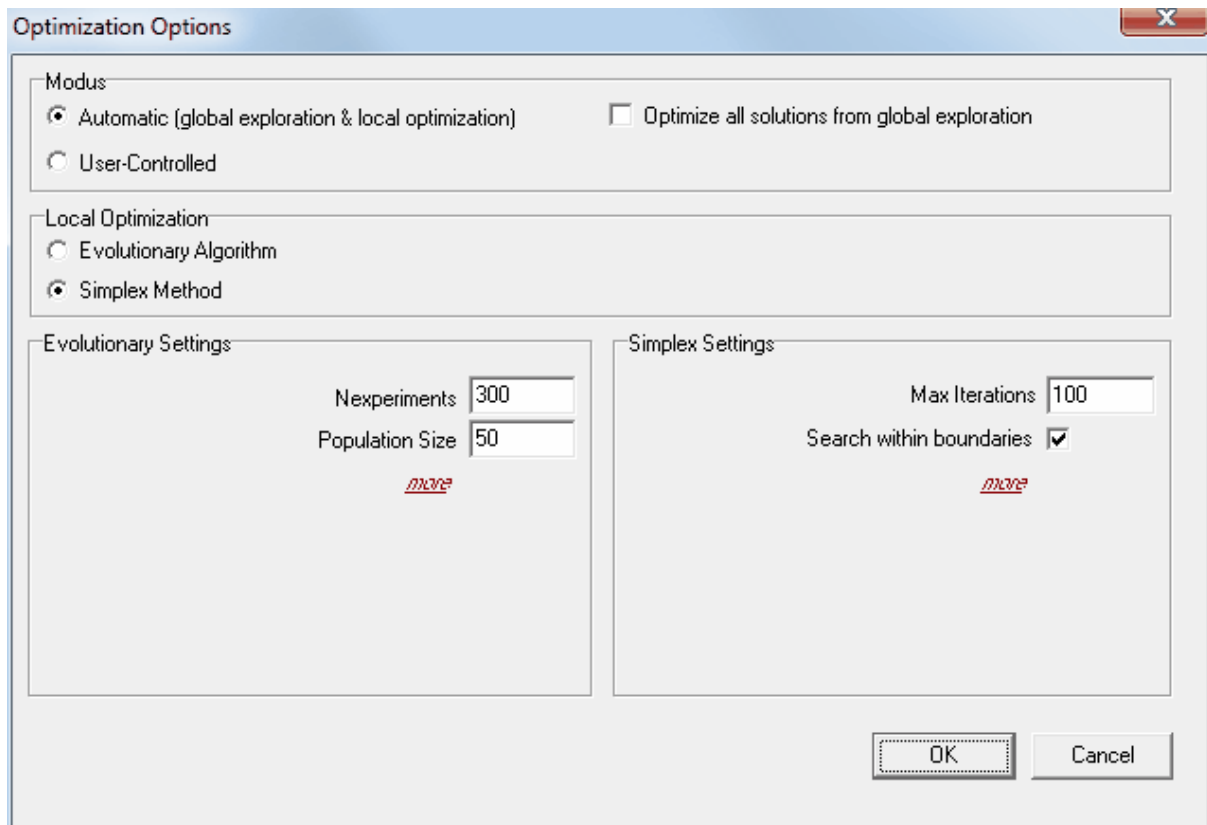 Optimization Options
X
Modus
Automatic (global exploration & local optimization)
Optimize all solutions from global exploration
User-Controlled
Local Optimization
Evolutionary Algorithm
Simplex Method
Evolutionary Settings
Nexperiments 300
Population Size 50
more
Simplex Settings
Max Iterations 100
Search within boundaries
more
OK
Cancel